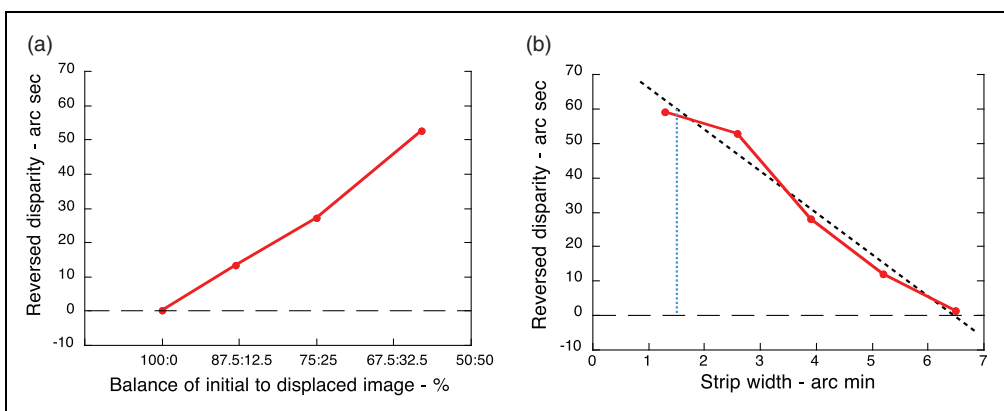 (a)
70
60
50
40
30
20
10
0
-10
Reversed disparity - arc sec
100:0 87.5:12.5 75:25 67.5:32.5 50:50
Balance of initial to displaced image - %
(b)
70
60
50
40
30
20
10
0
-10
Reversed disparity - arc sec
0 1 2 3 4 5 6 7
Strip width - arc min